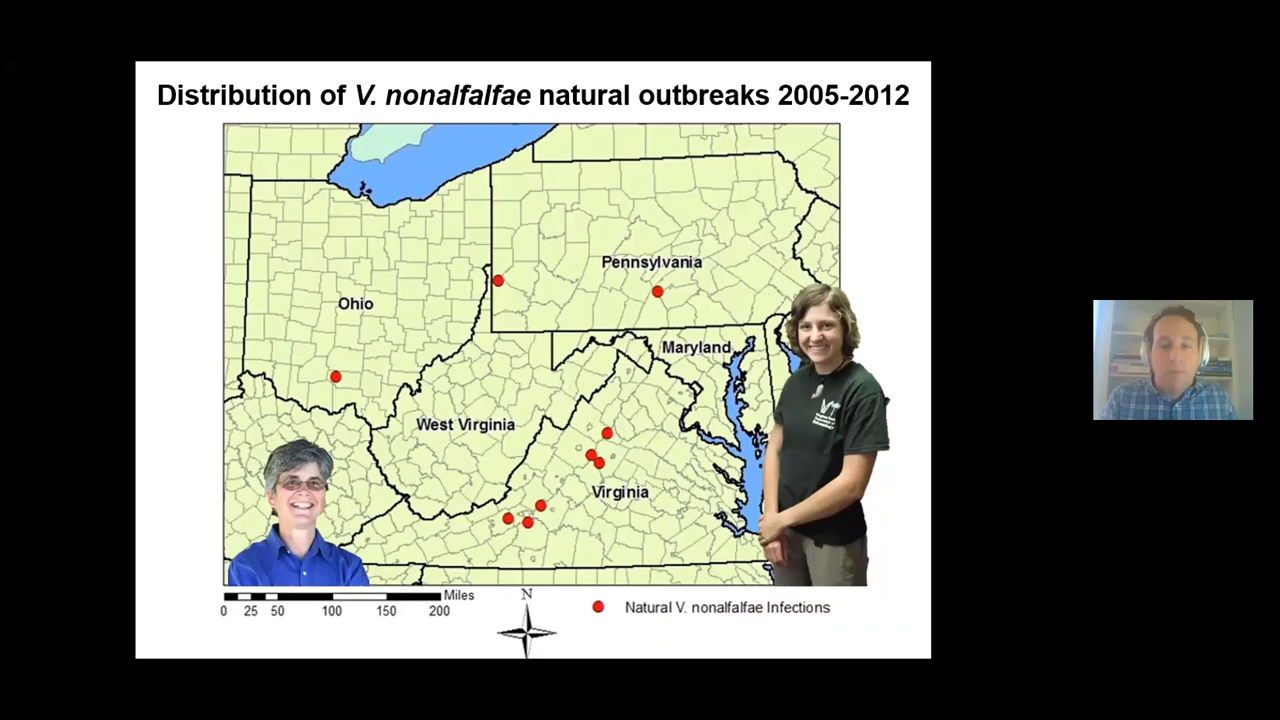 Distribution of V. nonalfalfae natural outbreaks 2005-2012
Pennsylvania
Ohio
Maryland
West Virginia
Virginia
Miles
0 25 50 100 150 200
N
Natural V. nonalfalfae Infections